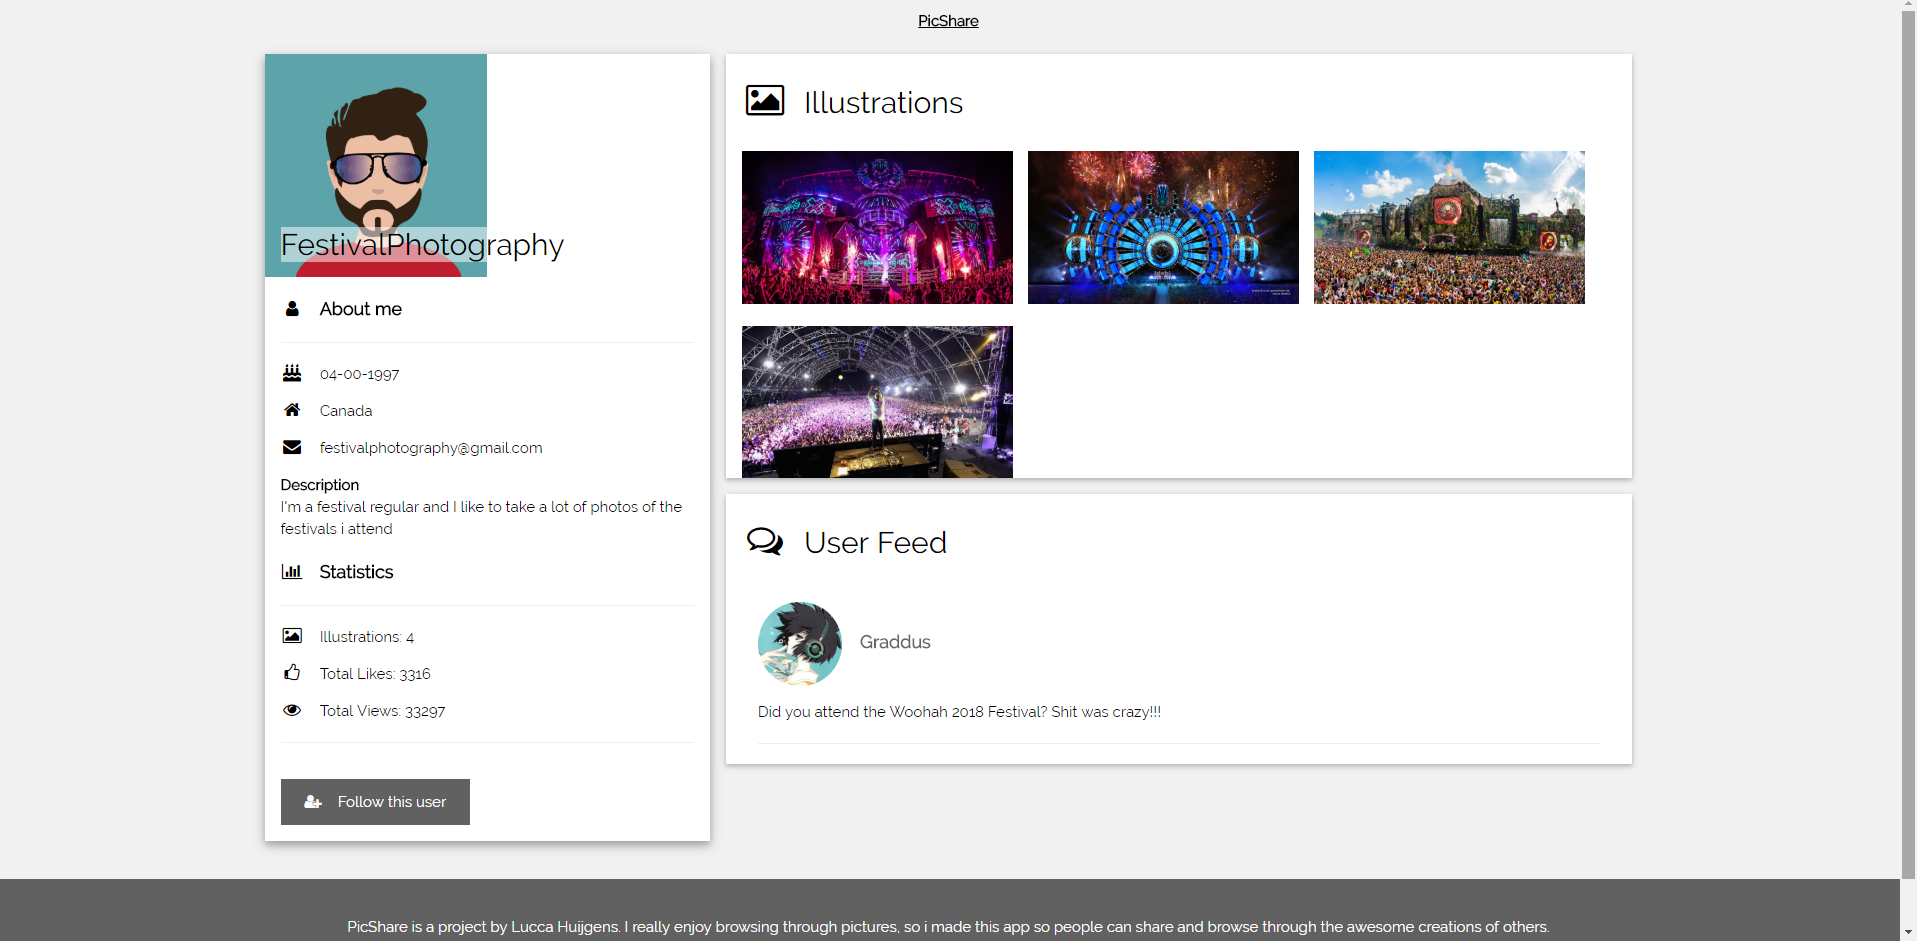 PicShare
FestivalPhotography
About me
04-00-1997
Canada
festivalphotography@gmail.com
Description
I'm a festival regular and I like to take a lot of photos of the
festivals i attend
Statistics
Illustrations: 4
Total Likes: 3316
Total Views: 33297
Follow this user
Illustrations
User Feed
Graddus
Did you attend the Woohah 2018 Festival? Shit was crazy!!!
PicShare is a project by Lucca Huijgens. I really enjoy browsing through pictures, so i made this app so people can share and browse through the awesome creations of others.